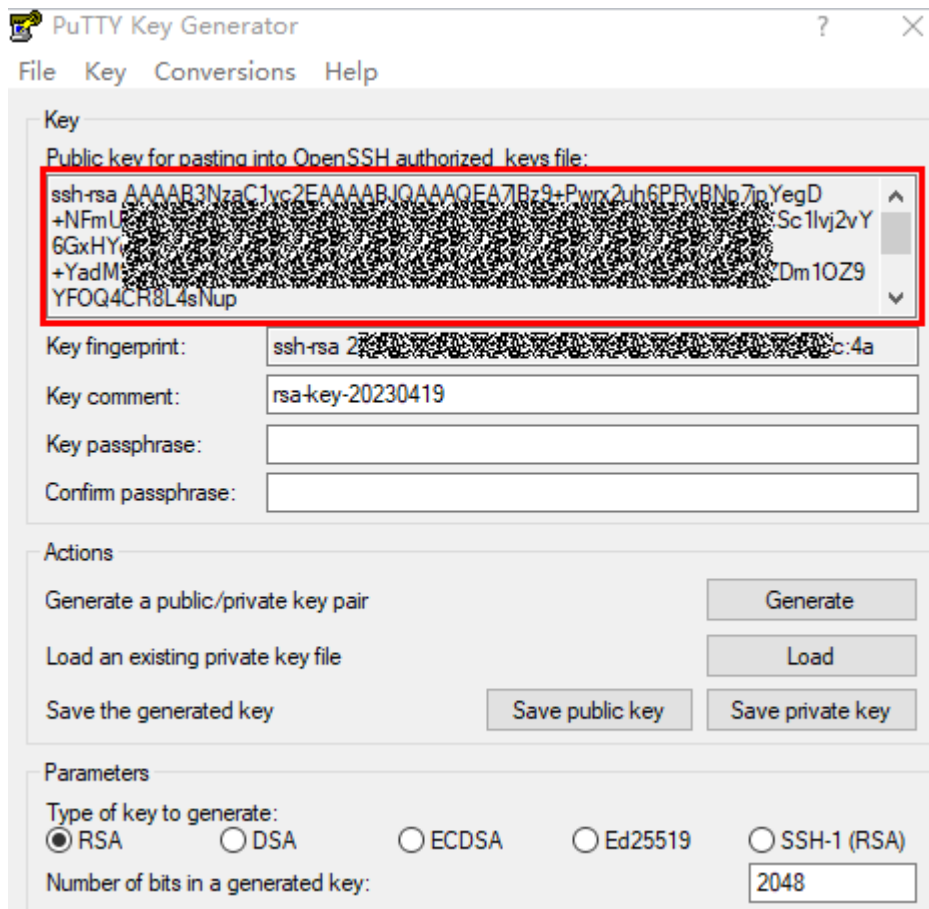 PuTTY Key Generator ?
File Key Conversions Help
Key
Public key for pasting into OpenSSH authorized_keys file:
ssh-rsa AAAAB3NzaC1yc2EAAAABJQAAAQEA7lBz9+Pwrx2uh6PRvBNp7ipYegD
+NFmU Sc1lvj2vY
6GxHY
+YadM ZDm1OZ9
YFOQ4CR8L4sNup
Key fingerprint: ssh-rsa 2 c:4a
Key comment: rsa-key-20230419
Key passphrase:
Confirm passphrase:
Actions
Generate a public/private key pair Generate
Load an existing private key file Load
Save the generated key Save public key Save private key
Parameters
Type of key to generate:
RSA DSA ECDSA Ed25519 SSH-1 (RSA)
Number of bits in a generated key: 2048